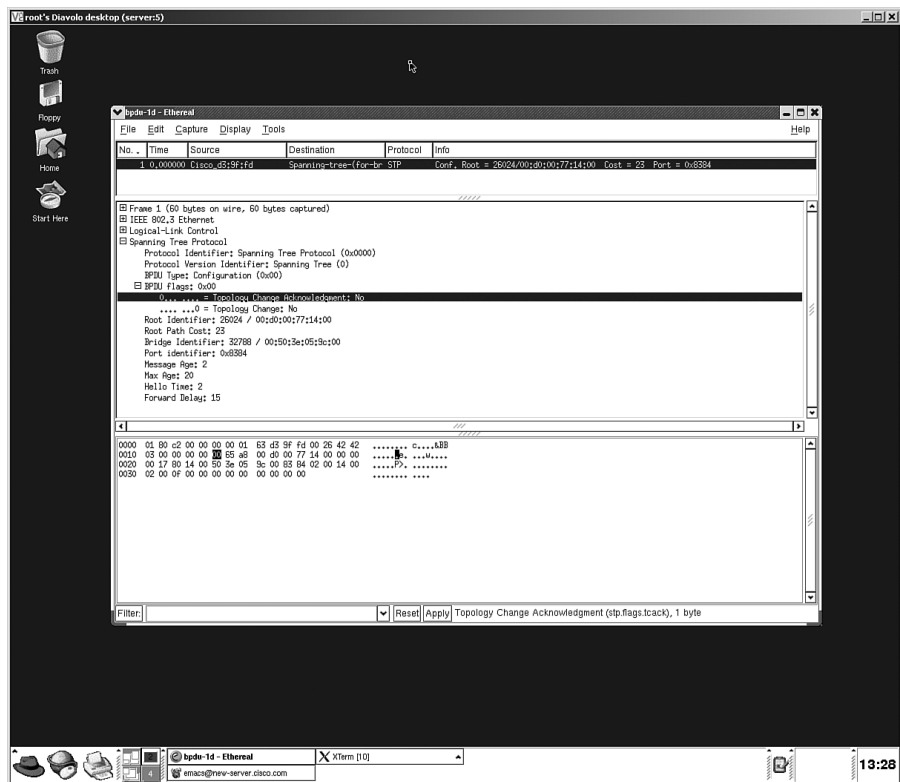 root's Diavolo desktop (server:5)
Trash
Floppy
Home
Start Here
bpdu-1d - Ethereal
File Edit Capture Display Tools Help
No. . Time Source Destination Protocol Info
1 0.000000 Cisco_d3:9f:fd Spanning-tree-(for-br STP Conf. Root = 26024/00:d0:00:77:14:00 Cost = 23 Port = 0x8384
Frame 1 (60 bytes on wire, 60 bytes captured)
IEEE 802.3 Ethernet
Logical-Link Control
Spanning Tree Protocol
Protocol Identifier: Spanning Tree Protocol (0x0000)
Protocol Version Identifier: Spanning Tree (0)
BPDU Type: Configuration (0x00)
BPDU flags: 0x00
0... .... = Topology Change Acknowledgment: No
.... ...0 = Topology Change: No
Root Identifier: 26024 / 00:d0:00:77:14:00
Root Path Cost: 23
Bridge Identifier: 32788 / 00:50:3e:05:9c:00
Port identifier: 0x8384
Message Age: 2
Max Age: 20
Hello Time: 2
Forward Delay: 15
0000 01 80 c2 00 00 00 00 01 63 d3 9f fd 00 26 42 42 ........ c....&BB
0010 03 00 00 00 00 00 65 a8 00 d0 00 77 14 00 00 00 ......e. ...w....
0020 00 17 80 14 00 50 3e 05 9c 00 83 84 02 00 14 00 .....P>. ........
0030 02 00 0f 00 00 00 00 00 00 00 00 00 ........ ....
Filter: Reset Apply Topology Change Acknowledgment (stp.flags.tcack), 1 byte
2
4
bpdu-1d - Ethereal
XTerm [10]
emacs@new-server.cisco.com
13:28